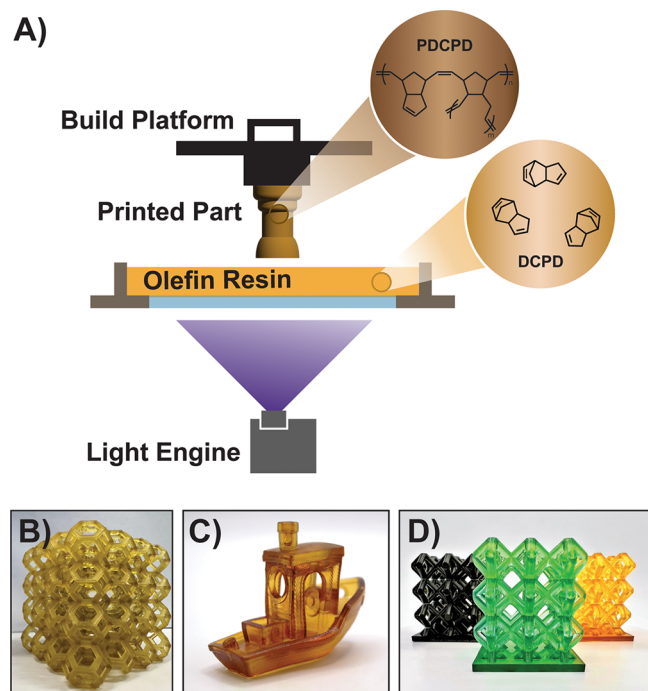 A)
PDCPD
n
m
Build Platform
Printed Part
DCPD
Olefin Resin
Light Engine
B)
C)
D)